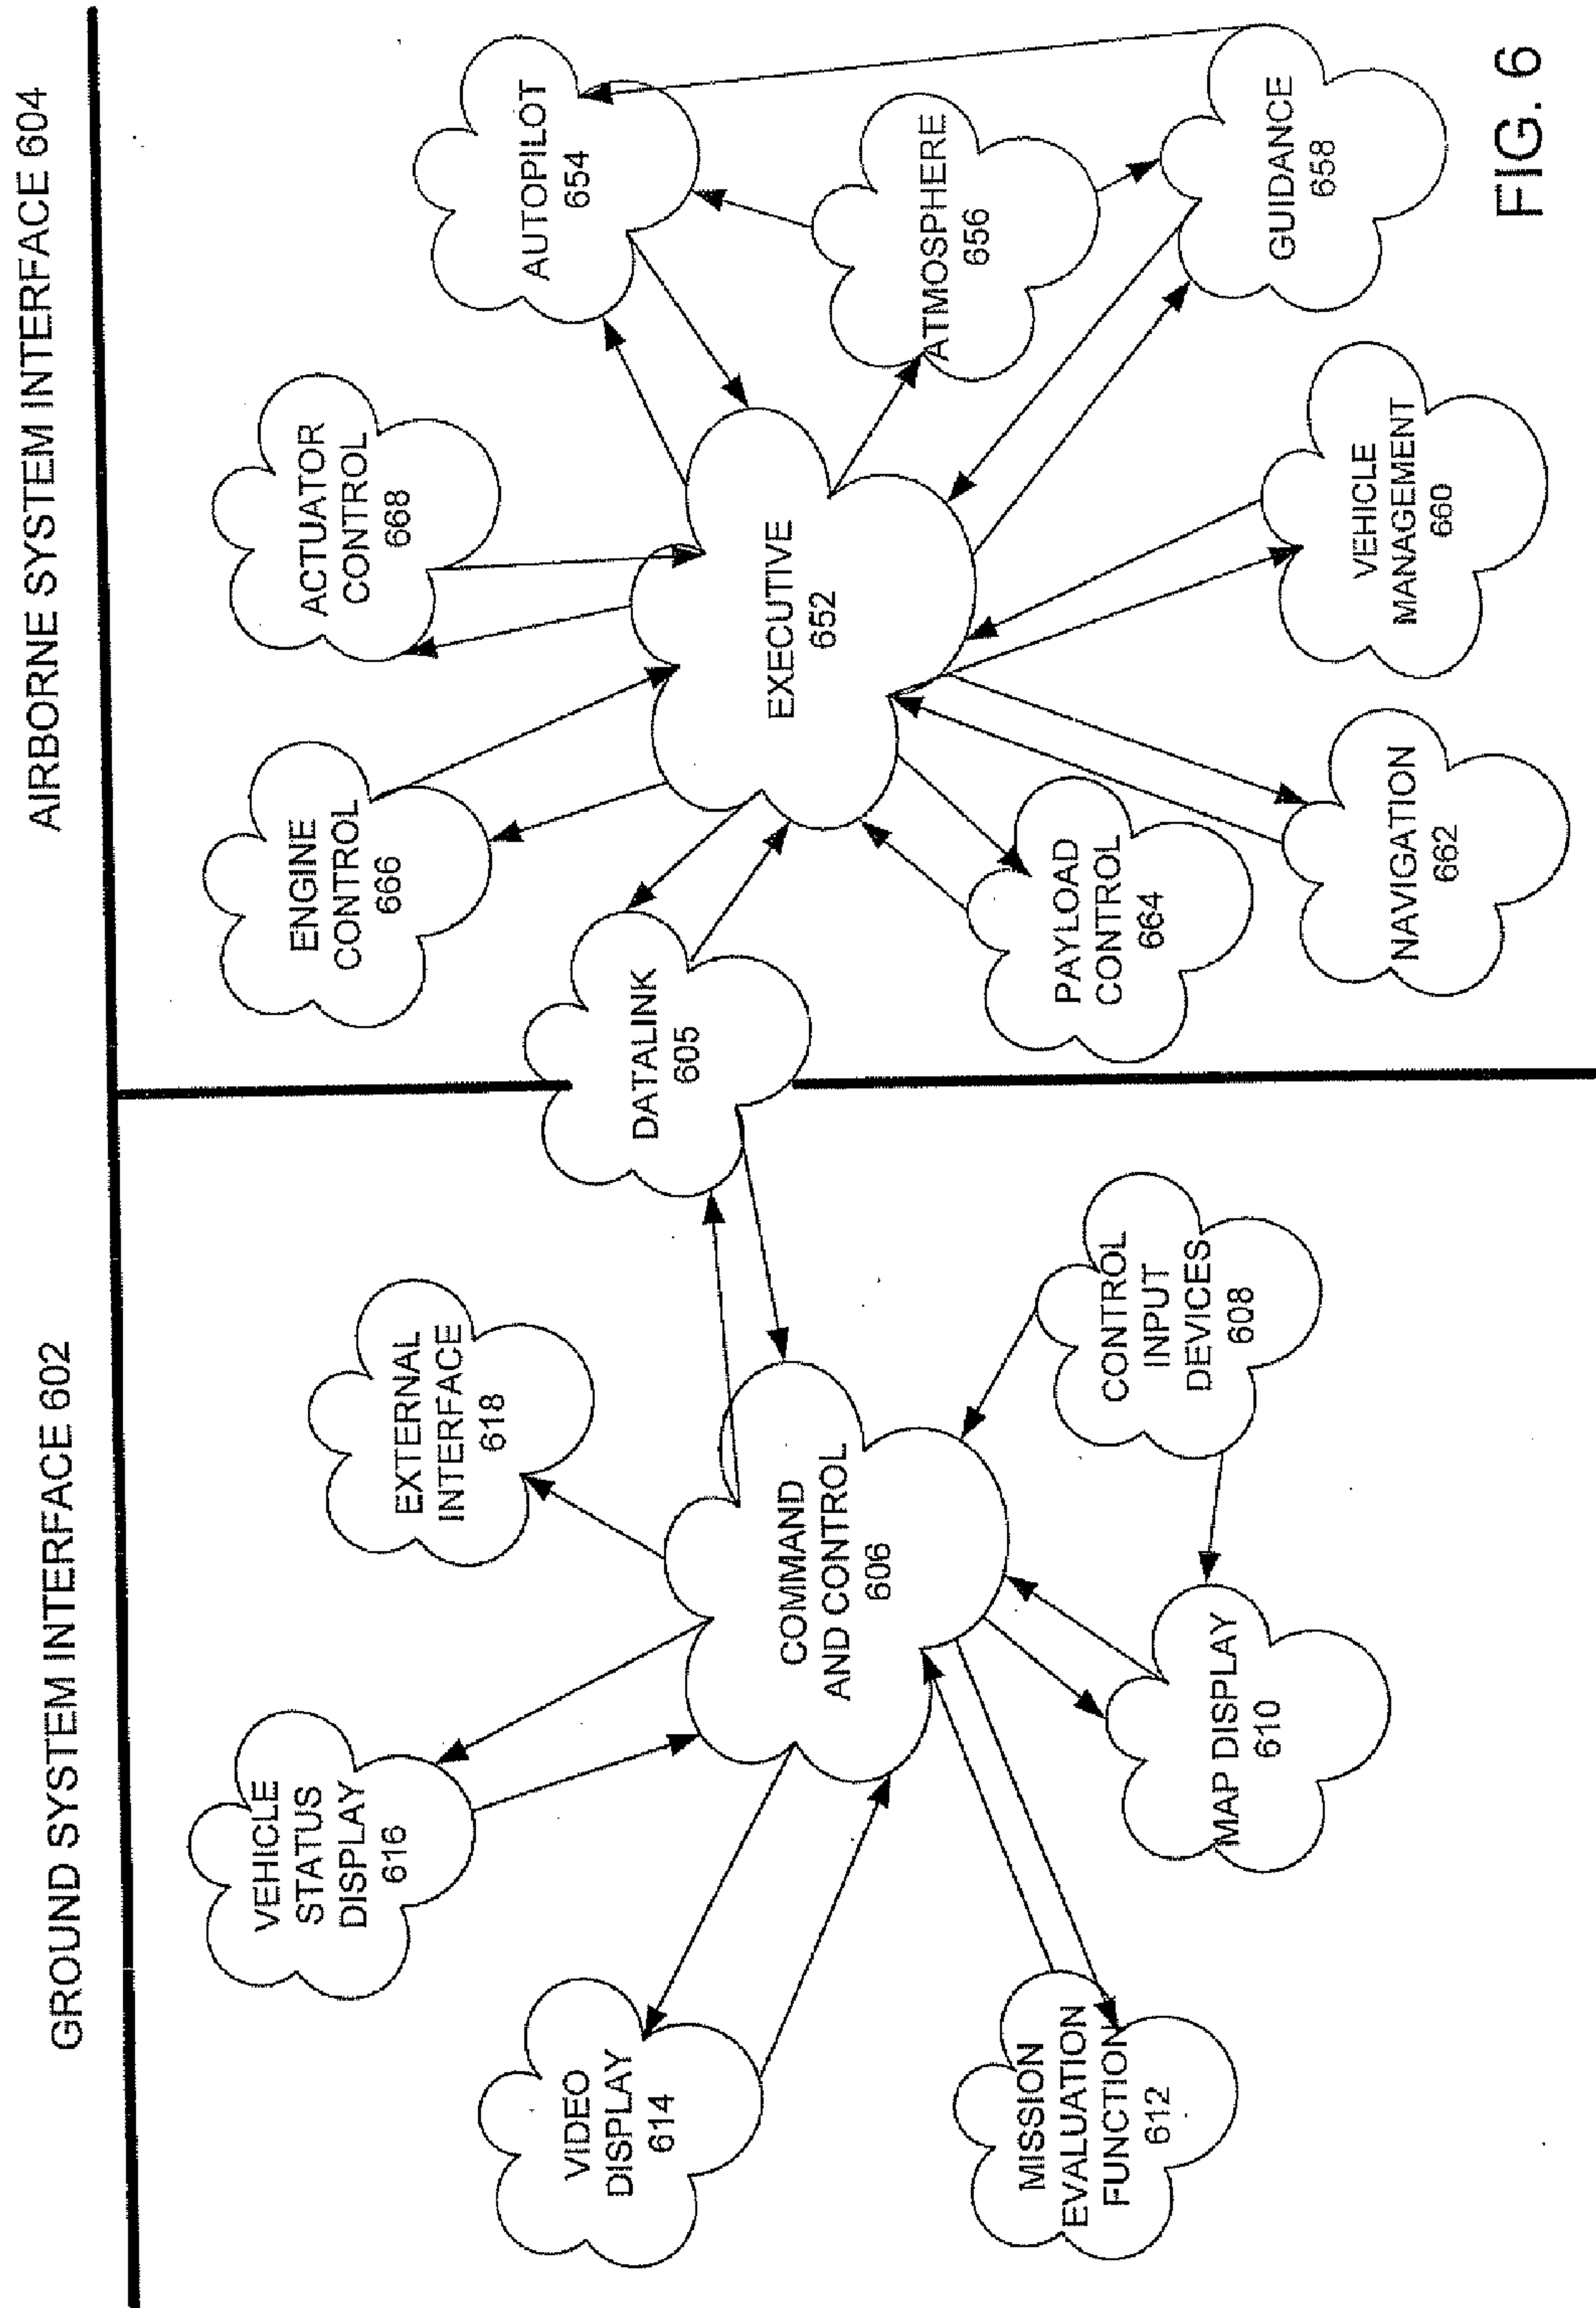 GROUND SYSTEM INTERFACE 602
AIRBORNE SYSTEM INTERFACE 604
VEHICLE
STATUS
DISPLAY
616
EXTERNAL
INTERFACE
618
ENGINE
CONTROL
666
ACTUATOR
CONTROL
668
AUTOPILOT
654
VIDEO
DISPLAY
614
COMMAND
AND CONTROL
606
DATALINK
605
EXECUTIVE
652
ATMOSPHERE
656
MISSION
EVALUATION
FUNCTION
612
MAP DISPLAY
610
CONTROL
INPUT
DEVICES
608
PAYLOAD
CONTROL
664
NAVIGATION
662
VEHICLE
MANAGEMENT
660
GUIDANCE
658
FIG. 6